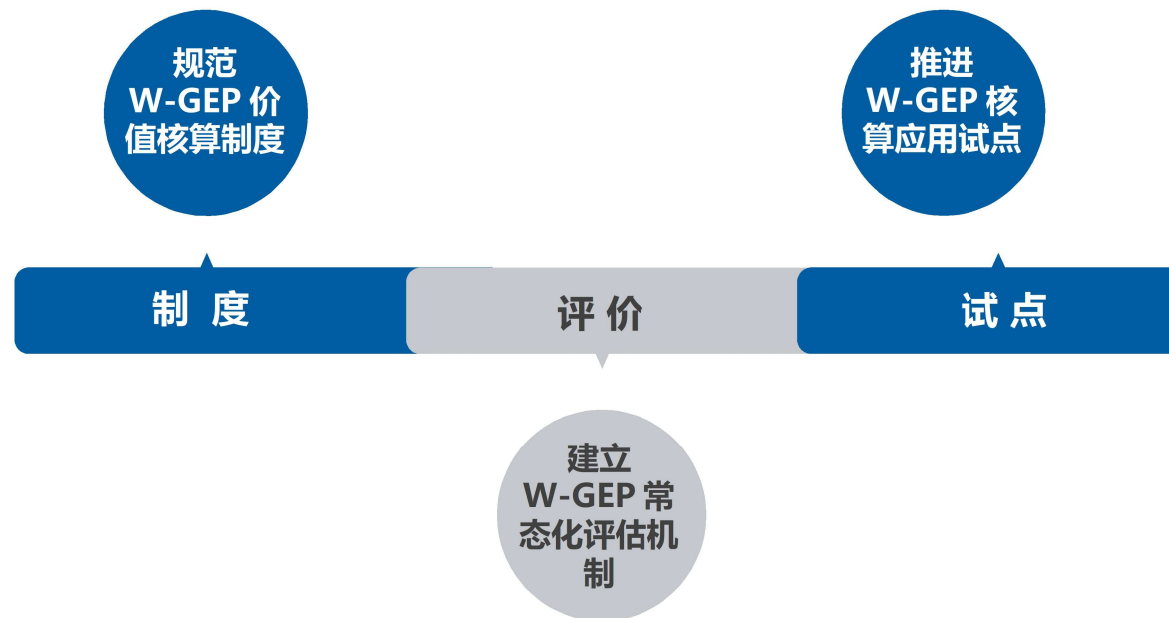 规范
W-GEP 价
值核算制度
推进
W-GEP 核
算应用试点
制 度
评 价
试 点
建立
W-GEP 常
态化评估机
制